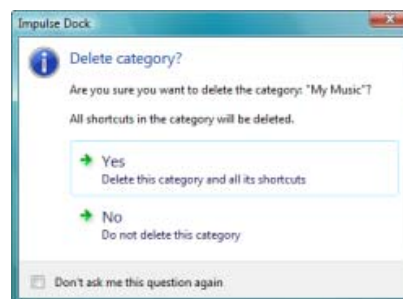 Impulse Dock
Delete category?
Are you sure you want to delete the category: "My Music"?
All shortcuts in the category will be deleted.
Yes
Delete this category and all its shortcuts
No
Do not delete this category
Don't ask me this question again